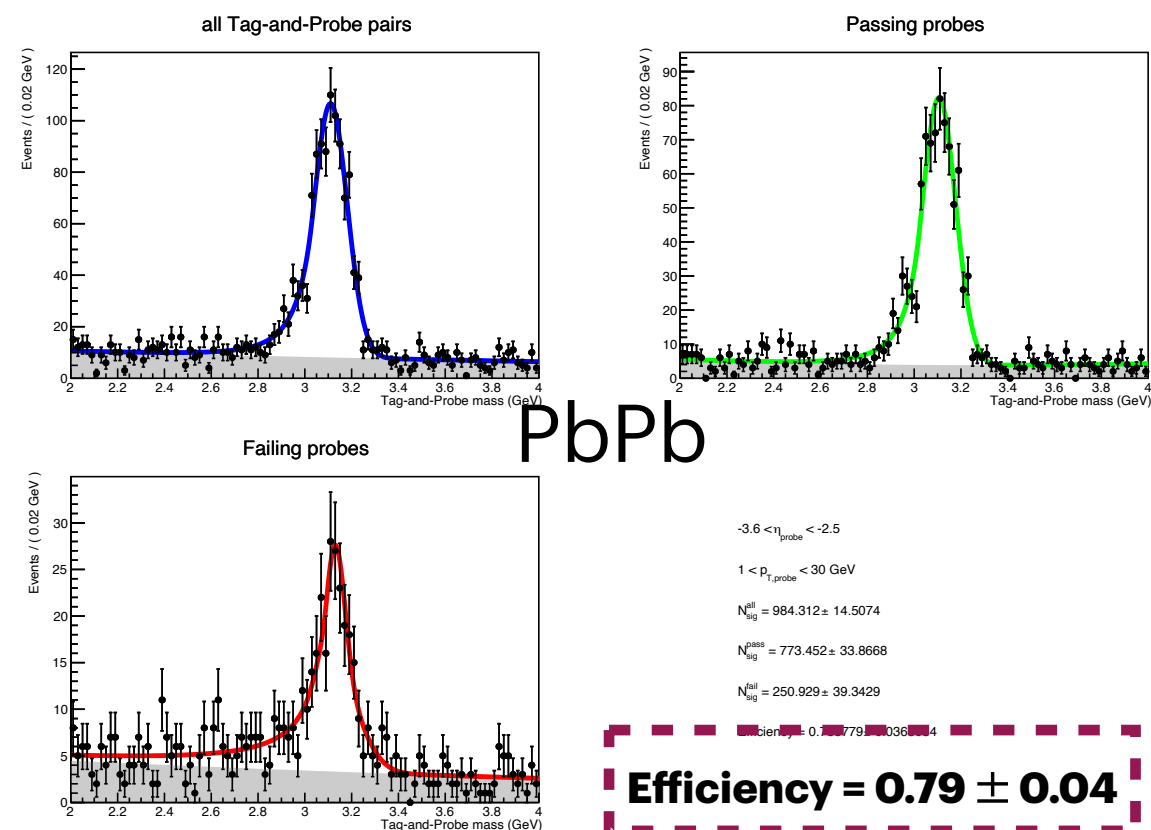 all Tag-and-Probe pairs
Events / ( 0.02 GeV )
120
100
80
60
40
20
0
2 2.2 2.4 2.6 2.8 3 3.2 3.4 3.6 3.8 4
Tag-and-Probe mass (GeV)
Passing probes
Events / ( 0.02 GeV )
90
80
70
60
50
40
30
20
10
0
2 2.2 2.4 2.6 2.8 3 3.2 3.4 3.6 3.8 4
Tag-and-Probe mass (GeV)
PbPb
Failing probes
Events / ( 0.02 GeV )
30
25
20
15
10
5
0
2 2.2 2.4 2.6 2.8 3 3.2 3.4 3.6 3.8 4
Tag-and-Probe mass (GeV)
-3.6 < η_probe < -2.5
1 < p_T,probe < 30 GeV
N^all_sig = 984.312 ± 14.5074
N^pass_sig = 773.452 ± 33.8668
N^fail_sig = 250.929 ± 39.3429
Efficiency = 0.79 ± 0.04